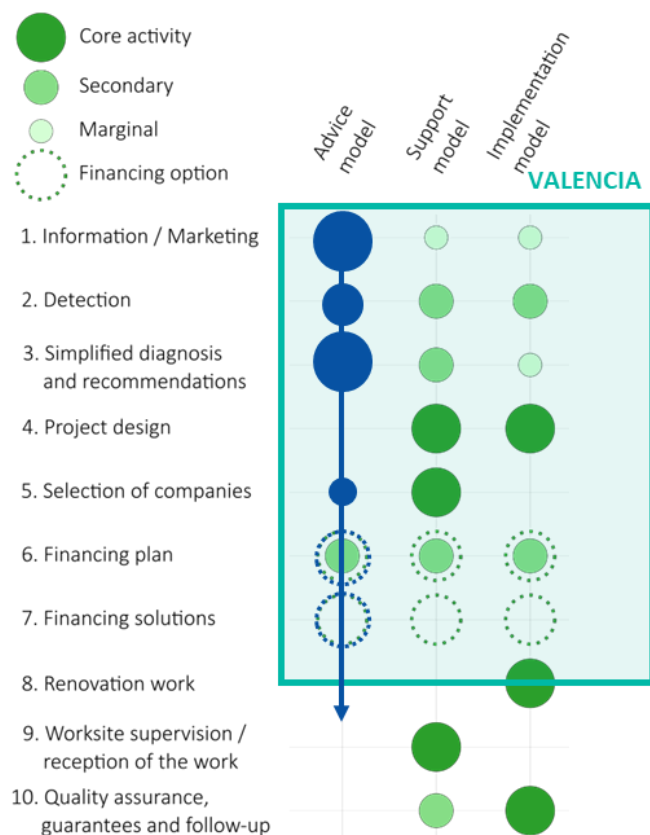 Core activity
Secondary
Marginal
Financing option
Advice
model
Support
model
Implementation
model
VALENCIA
1. Information / Marketing
2. Detection
3. Simplified diagnosis
and recommendations
4. Project design
5. Selection of companies
6. Financing plan
7. Financing solutions
8. Renovation work
9. Worksite supervision /
reception of the work
10. Quality assurance,
guarantees and follow-up